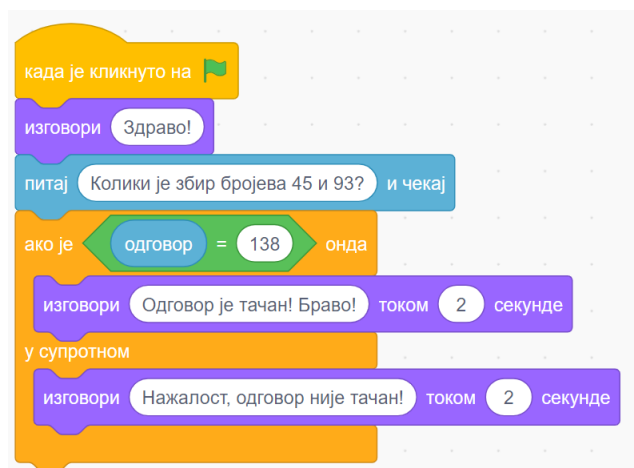 када је кликнуто на
изговори Здраво!
питај Колики је збир бројева 45 и 93? и чекај
ако је одговор = 138 онда
изговори Одговор је тачан! Браво! током 2 секунде
у супротном
изговори Нажалост, одговор није тачан! током 2 секунде